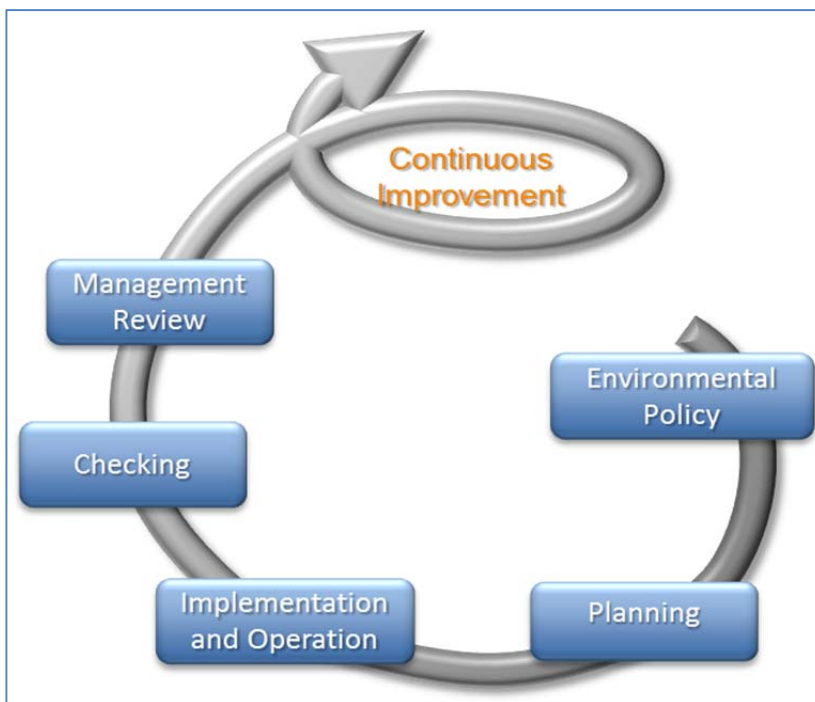 Continuous
Improvement
Management
Review
Environmental
Policy
Checking
Implementation
and Operation
Planning